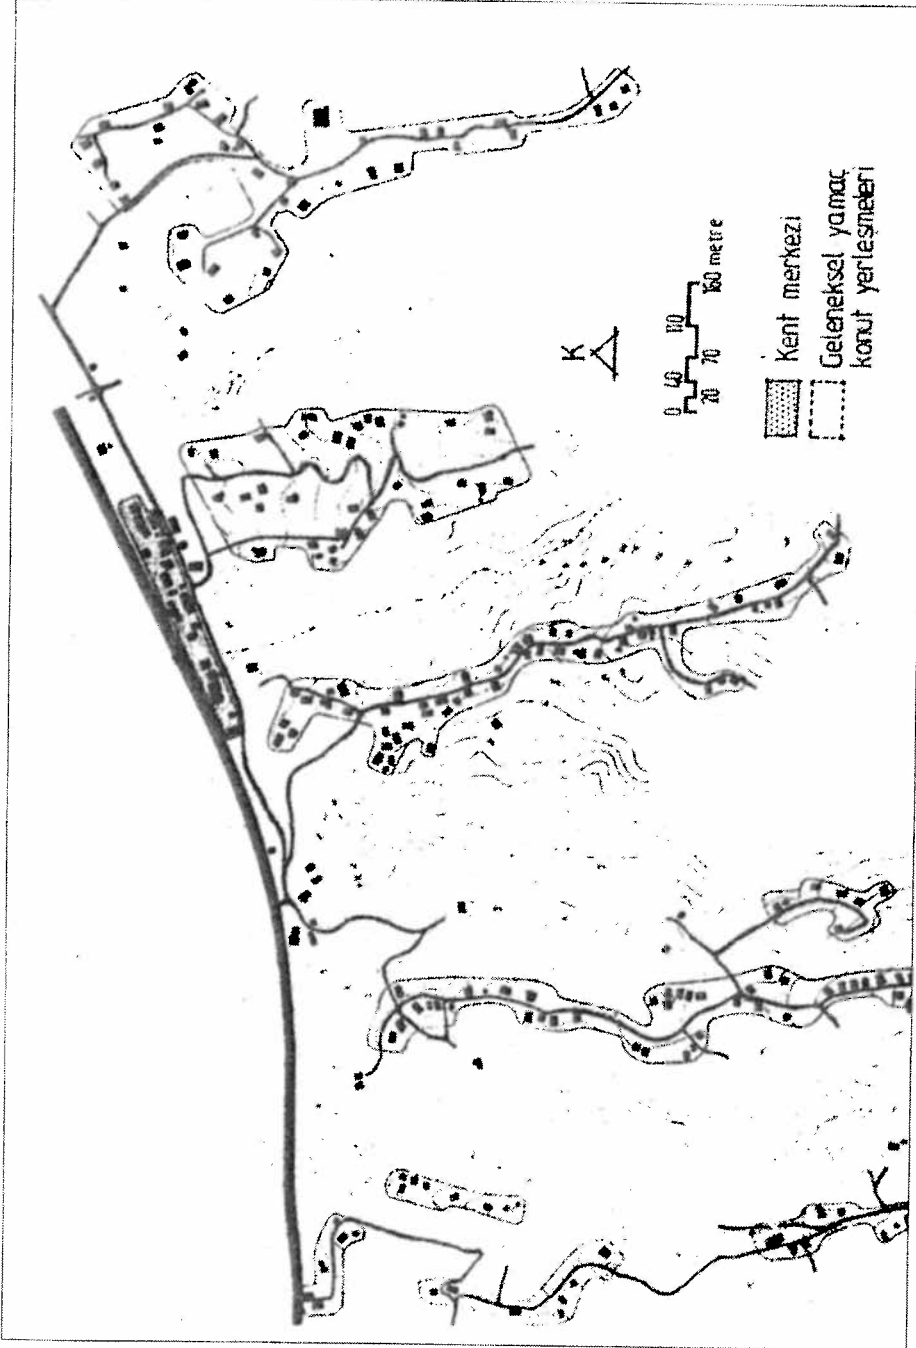 K
0 40 110
20 70 160 metre
Kent merkezi
Geleneksel yamaç
konut yerleşmeleri